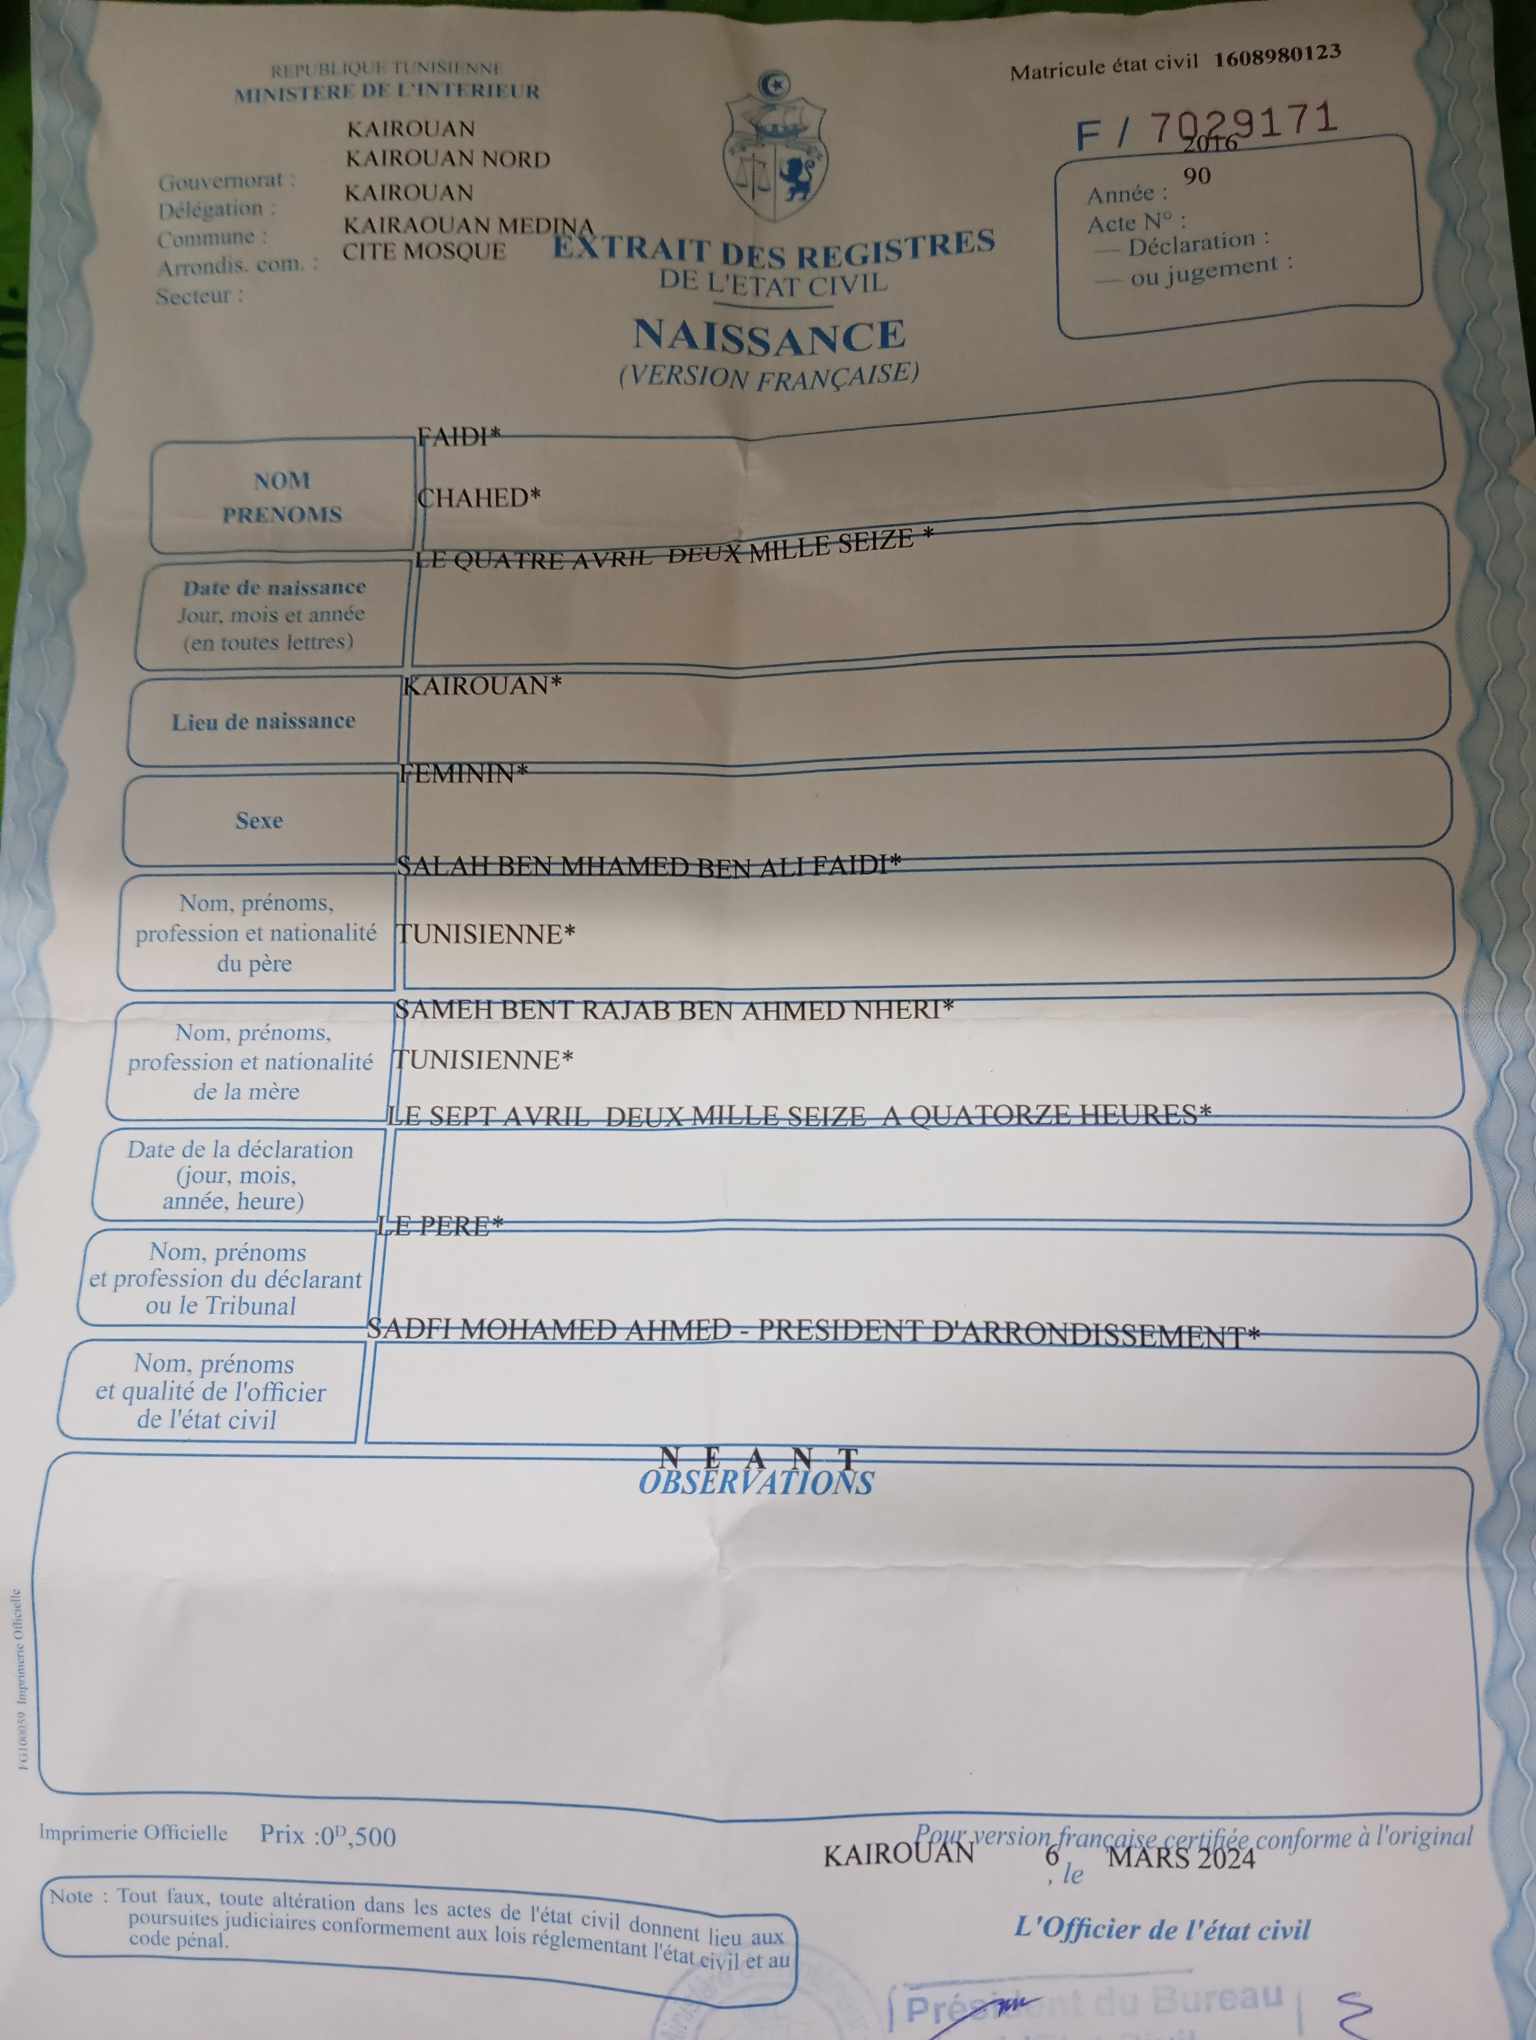 REPUBLIQUE TUNISIENNE
MINISTERE DE L'INTERIEUR
Matricule état civil 1608980123
F / 7029171
KAIROUAN
KAIROUAN NORD
KAIROUAN
KAIRAOUAN MEDINA
CITE MOSQUE
Gouvernorat :
Délégation :
Commune :
Arrondis. com. :
Secteur :
2016
90
Année :
Acte N° :
— Déclaration :
— ou jugement :
EXTRAIT DES REGISTRES
DE L'ETAT CIVIL
NAISSANCE
(VERSION FRANÇAISE)
FAIDI*
NOM
PRENOMS
CHAHED*
LE QUATRE AVRIL DEUX MILLE SEIZE *
Date de naissance
Jour, mois et année
(en toutes lettres)
KAIROUAN*
Lieu de naissance
FEMININ*
Sexe
SALAH BEN MHAMED BEN ALI FAIDI*
Nom, prénoms,
profession et nationalité
du père
TUNISIENNE*
SAMEH BENT RAJAB BEN AHMED NHERI*
Nom, prénoms,
profession et nationalité
de la mère
TUNISIENNE*
LE SEPT AVRIL DEUX MILLE SEIZE A QUATORZE HEURES*
Date de la déclaration
(jour, mois,
année, heure)
LE PERE*
Nom, prénoms
et profession du déclarant
ou le Tribunal
SADFI MOHAMED AHMED - PRESIDENT D'ARRONDISSEMENT*
Nom, prénoms
et qualité de l'officier
de l'état civil
N E A N T
OBSERVATIONS
FG100059 Imprimerie Officielle
Imprimerie Officielle Prix :0ᴰ,500
Pour version française certifiée conforme à l'original
KAIROUAN 6 MARS 2024
, le
Note : Tout faux, toute altération dans les actes de l'état civil donnent lieu aux
poursuites judiciaires conformement aux lois réglementant l'état civil et au
code pénal.
L'Officier de l'état civil
Président du Bureau